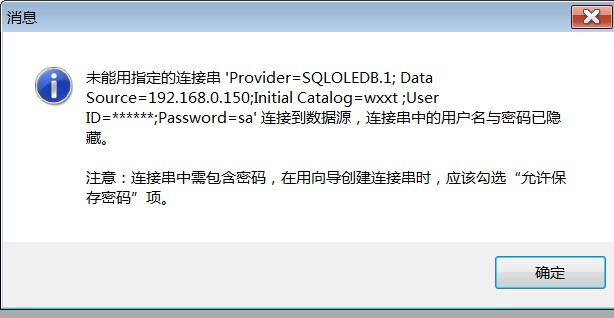 消息
未能用指定的连接串 'Provider=SQLOLEDB.1; Data
Source=192.168.0.150;Initial Catalog=wxxt ;User
ID=******;Password=sa' 连接到数据源，连接串中的用户名与密码已隐
藏。
注意：连接串中需包含密码，在用向导创建连接串时，应该勾选“允许保
存密码”项。
确定